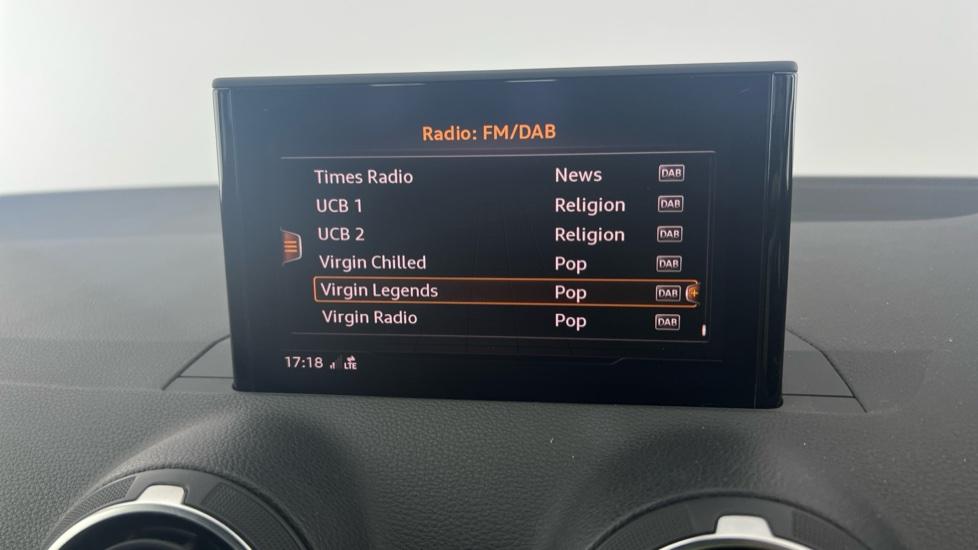 Radio: FM/DAB
Times Radio News DAB
UCB 1 Religion DAB
UCB 2 Religion DAB
Virgin Chilled Pop DAB
Virgin Legends Pop DAB
Virgin Radio Pop DAB
17:18 LTE